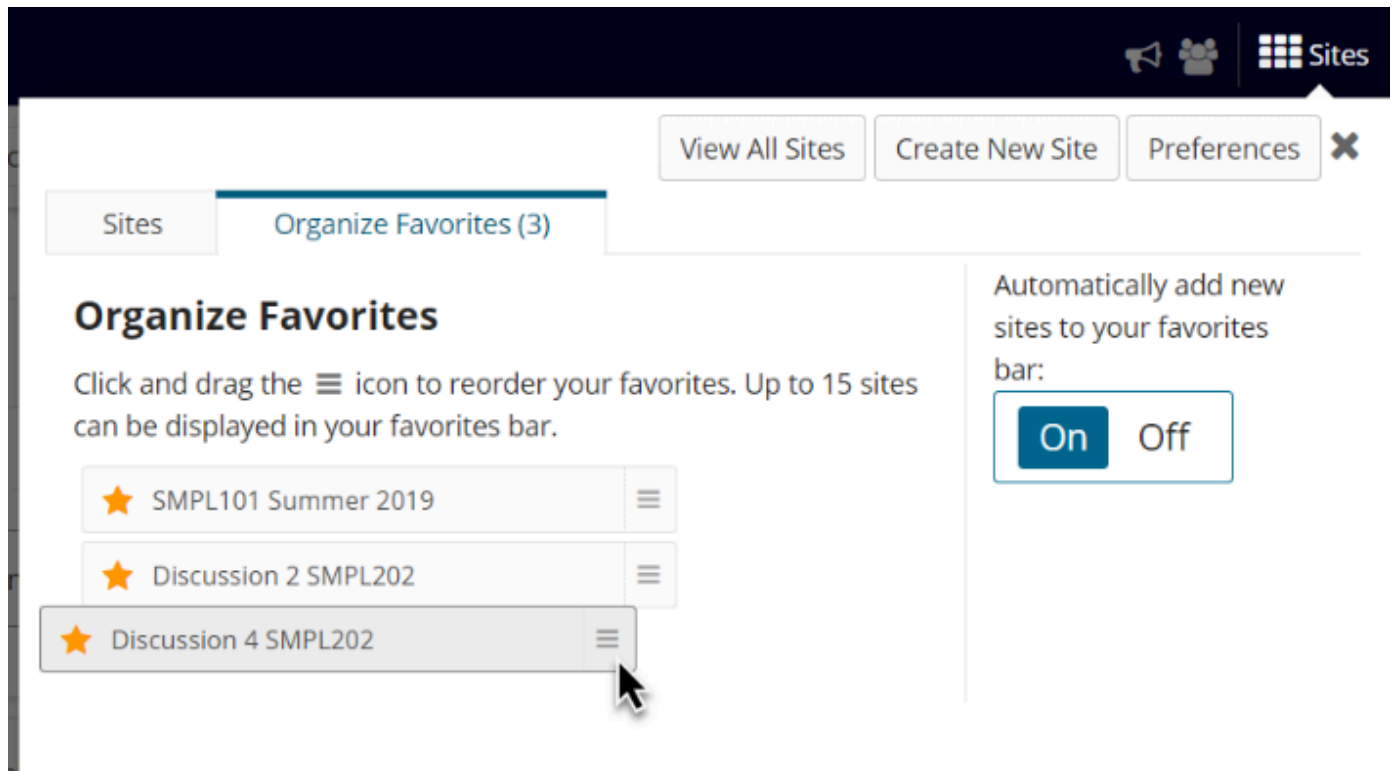 Sites
View All Sites Create New Site Preferences
Sites Organize Favorites (3)
Organize Favorites
Click and drag the icon to reorder your favorites. Up to 15 sites
can be displayed in your favorites bar.
SMPL101 Summer 2019
Discussion 2 SMPL202
Discussion 4 SMPL202
Automatically add new
sites to your favorites
bar:
On Off